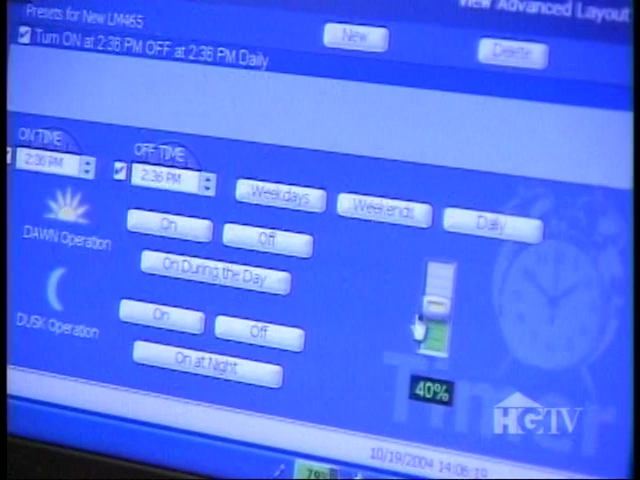 View Advanced Layout
Presets for New LM465
New
Delete
Turn ON at 2:36 PM OFF at 2:36 PM Daily
ON TIME
OFF TIME
2:36 PM
2:36 PM
Weekdays
Weekends
Daily
DAWN Operation
On
Off
On During the Day
DUSK Operation
On
Off
On at Night
40%
Timer
HGTV
10/19/2004 14:06:19
79%